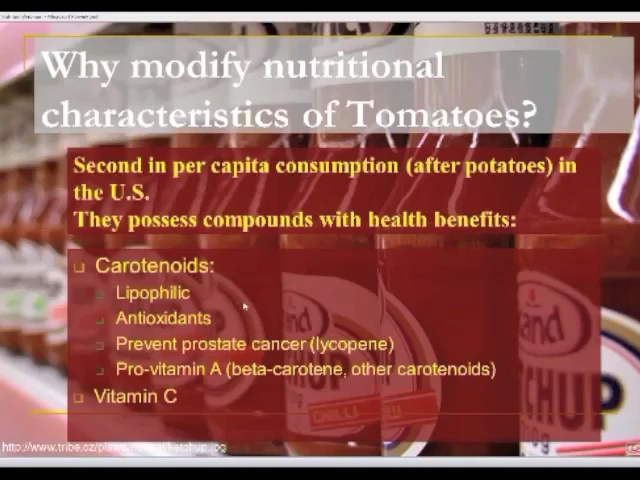 Why modify nutritional
characteristics of Tomatoes?
Second in per capita consumption (after potatoes) in
the U.S.
They possess compounds with health benefits:
Carotenoids:
Lipophilic
Antioxidants
Prevent prostate cancer (lycopene)
Pro-vitamin A (beta-carotene, other carotenoids)
Vitamin C